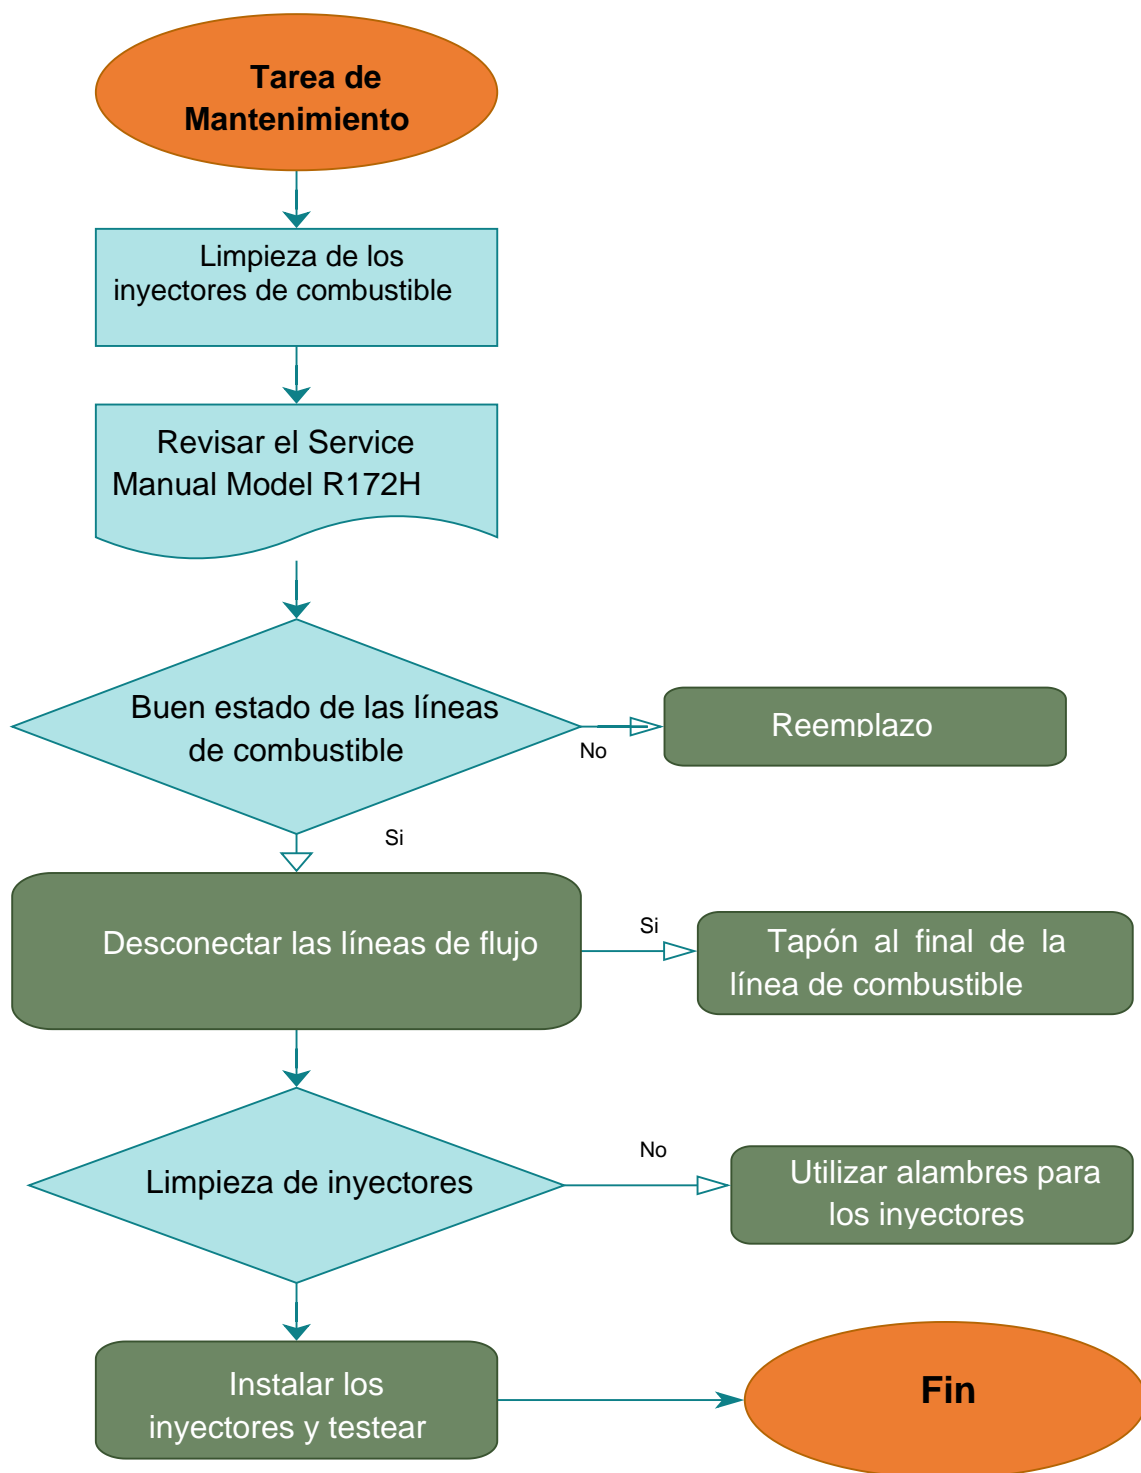 Tarea de
Mantenimiento
Limpieza de los
inyectores de combustible
Revisar el Service
Manual Model R172H
Buen estado de las líneas
de combustible
No
Reemplazo
Si
Desconectar las líneas de flujo
Si
Tapón al final de la
línea de combustible
Limpieza de inyectores
No
Utilizar alambres para
los inyectores
Instalar los
inyectores y testear
Fin